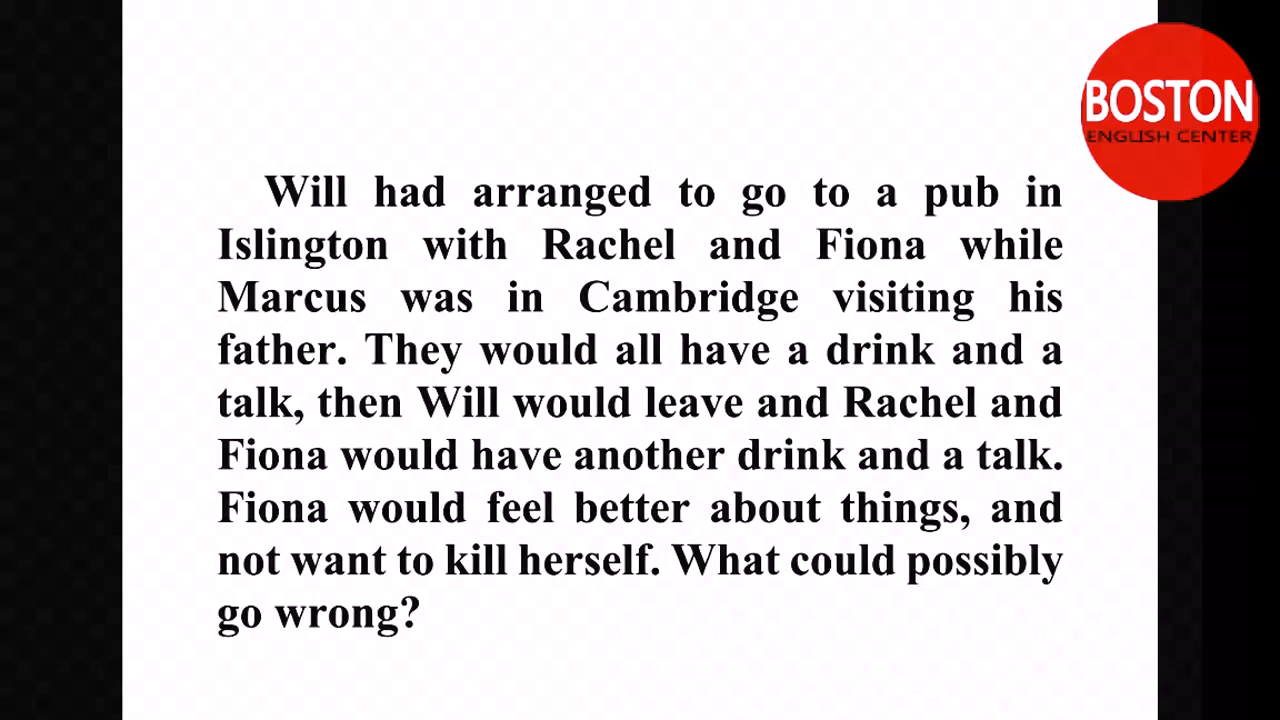 BOSTON
ENGLISH CENTER
Will had arranged to go to a pub in
Islington with Rachel and Fiona while
Marcus was in Cambridge visiting his
father. They would all have a drink and a
talk, then Will would leave and Rachel and
Fiona would have another drink and a talk.
Fiona would feel better about things, and
not want to kill herself. What could possibly
go wrong?